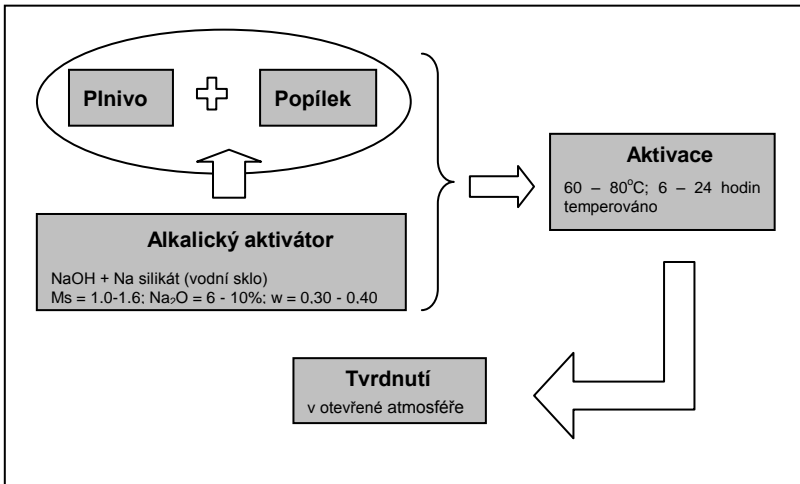 Plnivo
Popílek
Alkalický aktivátor
NaOH + Na silikát (vodní sklo)
Ms = 1.0-1.6; Na₂O = 6 - 10%; w = 0,30 - 0,40
Aktivace
60 – 80°C; 6 – 24 hodin
temperováno
Tvrdnutí
v otevřené atmosféře